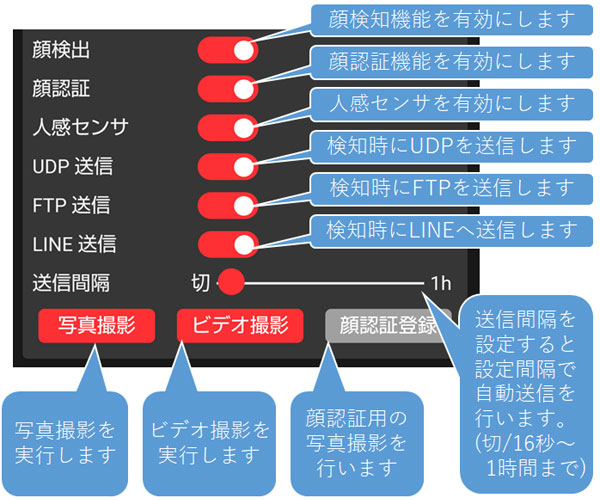 顔検出
顔検知機能を有効にします
顔認証
顔認証機能を有効にします
人感センサ
人感センサを有効にします
UDP 送信
検知時にUDPを送信します
FTP 送信
検知時にFTPを送信します
LINE 送信
検知時にLINEへ送信します
送信間隔
切
1h
写真撮影
ビデオ撮影
顔認証登録
写真撮影を
実行します
ビデオ撮影を
実行します
顔認証用の
写真撮影を
行います
送信間隔を
設定すると
設定間隔で
自動送信を
行います。
(切/16秒～
1時間まで)